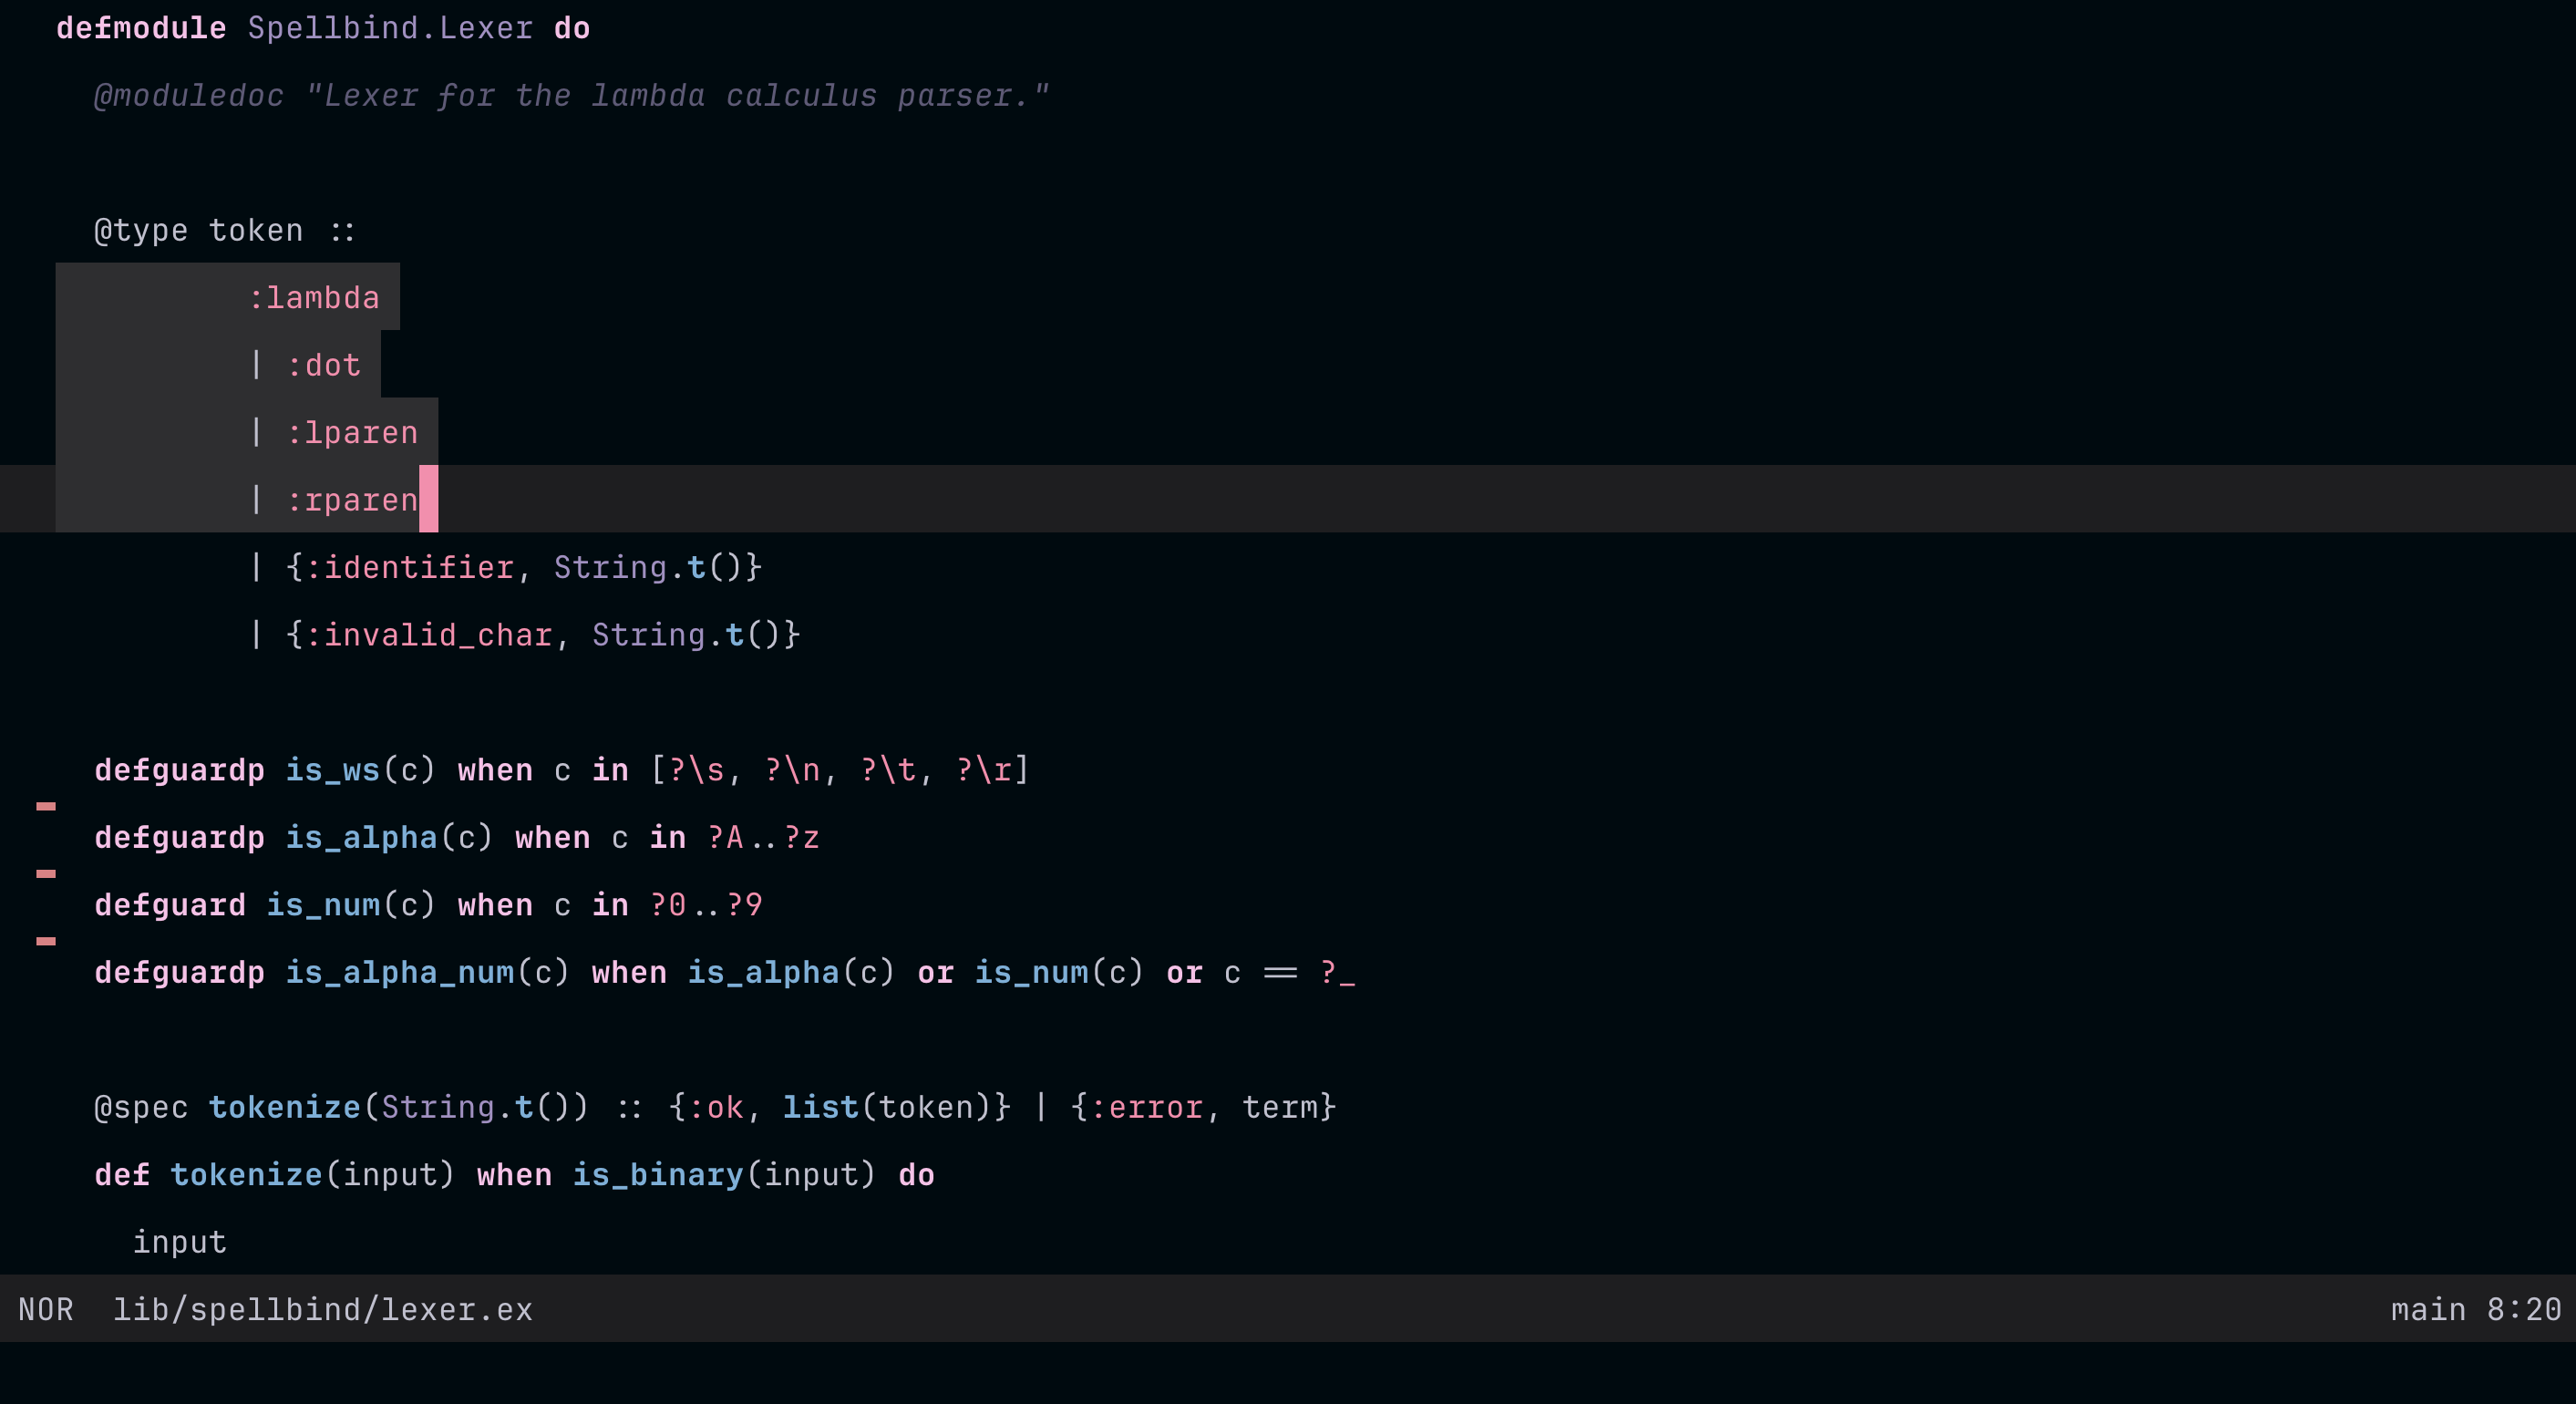 defmodule Spellbind.Lexer do
  @moduledoc "Lexer for the lambda calculus parser."

  @type token ::
          :lambda
          | :dot
          | :lparen
          | :rparen
          | {:identifier, String.t()}
          | {:invalid_char, String.t()}

  defguardp is_ws(c) when c in [?\s, ?\n, ?\t, ?\r]
  defguardp is_alpha(c) when c in ?A..?z
  defguard is_num(c) when c in ?0..?9
  defguardp is_alpha_num(c) when is_alpha(c) or is_num(c) or c == ?_

  @spec tokenize(String.t()) :: {:ok, list(token)} | {:error, term}
  def tokenize(input) when is_binary(input) do
    input
NOR  lib/spellbind/lexer.ex main 8:20